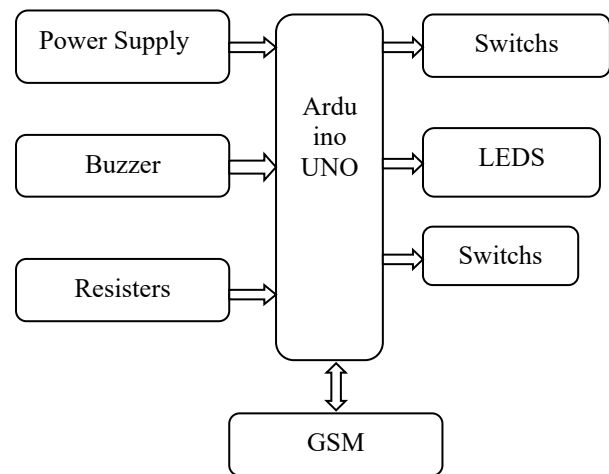 Power Supply
Buzzer
Resisters
Ardu
ino
UNO
Switchs
LEDS
Switchs
GSM